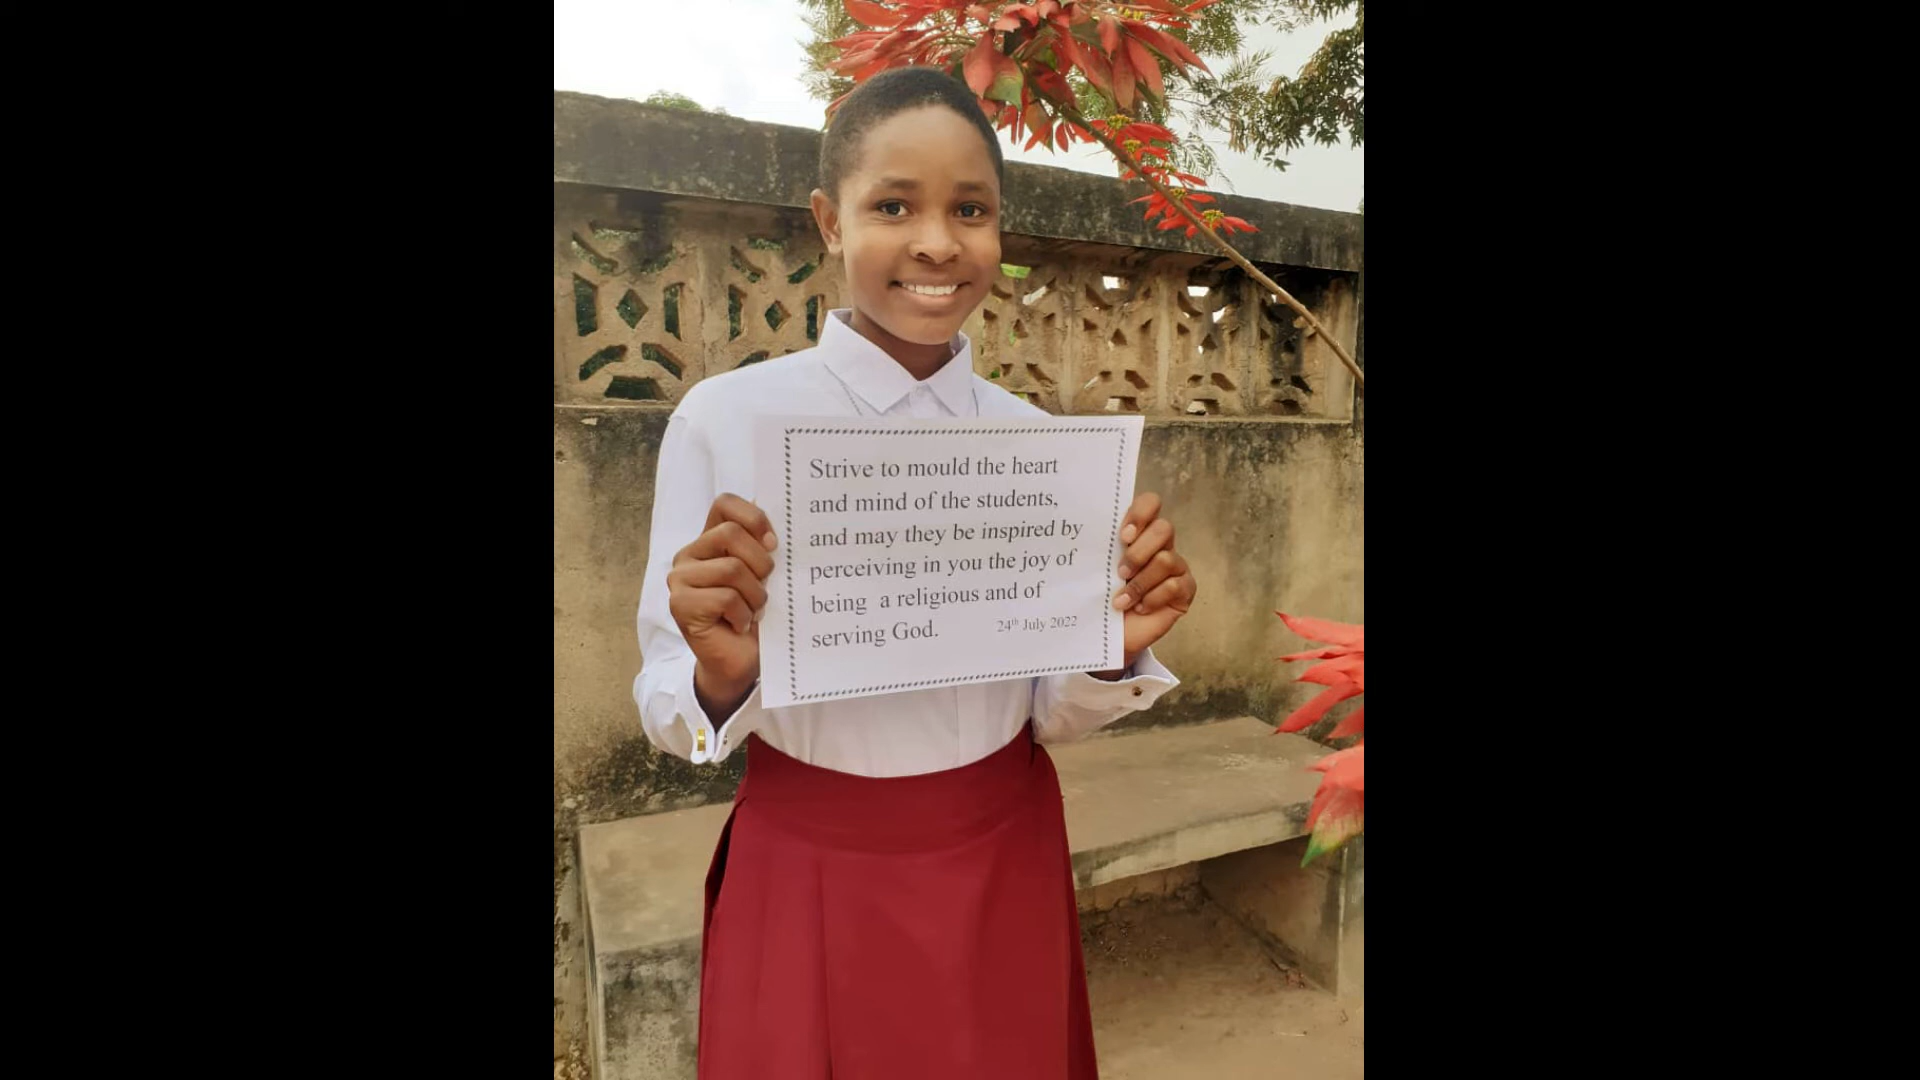 Strive to mould the heart
and mind of the students,
and may they be inspired by
perceiving in you the joy of
being a religious and of
serving God. 24th July 2022